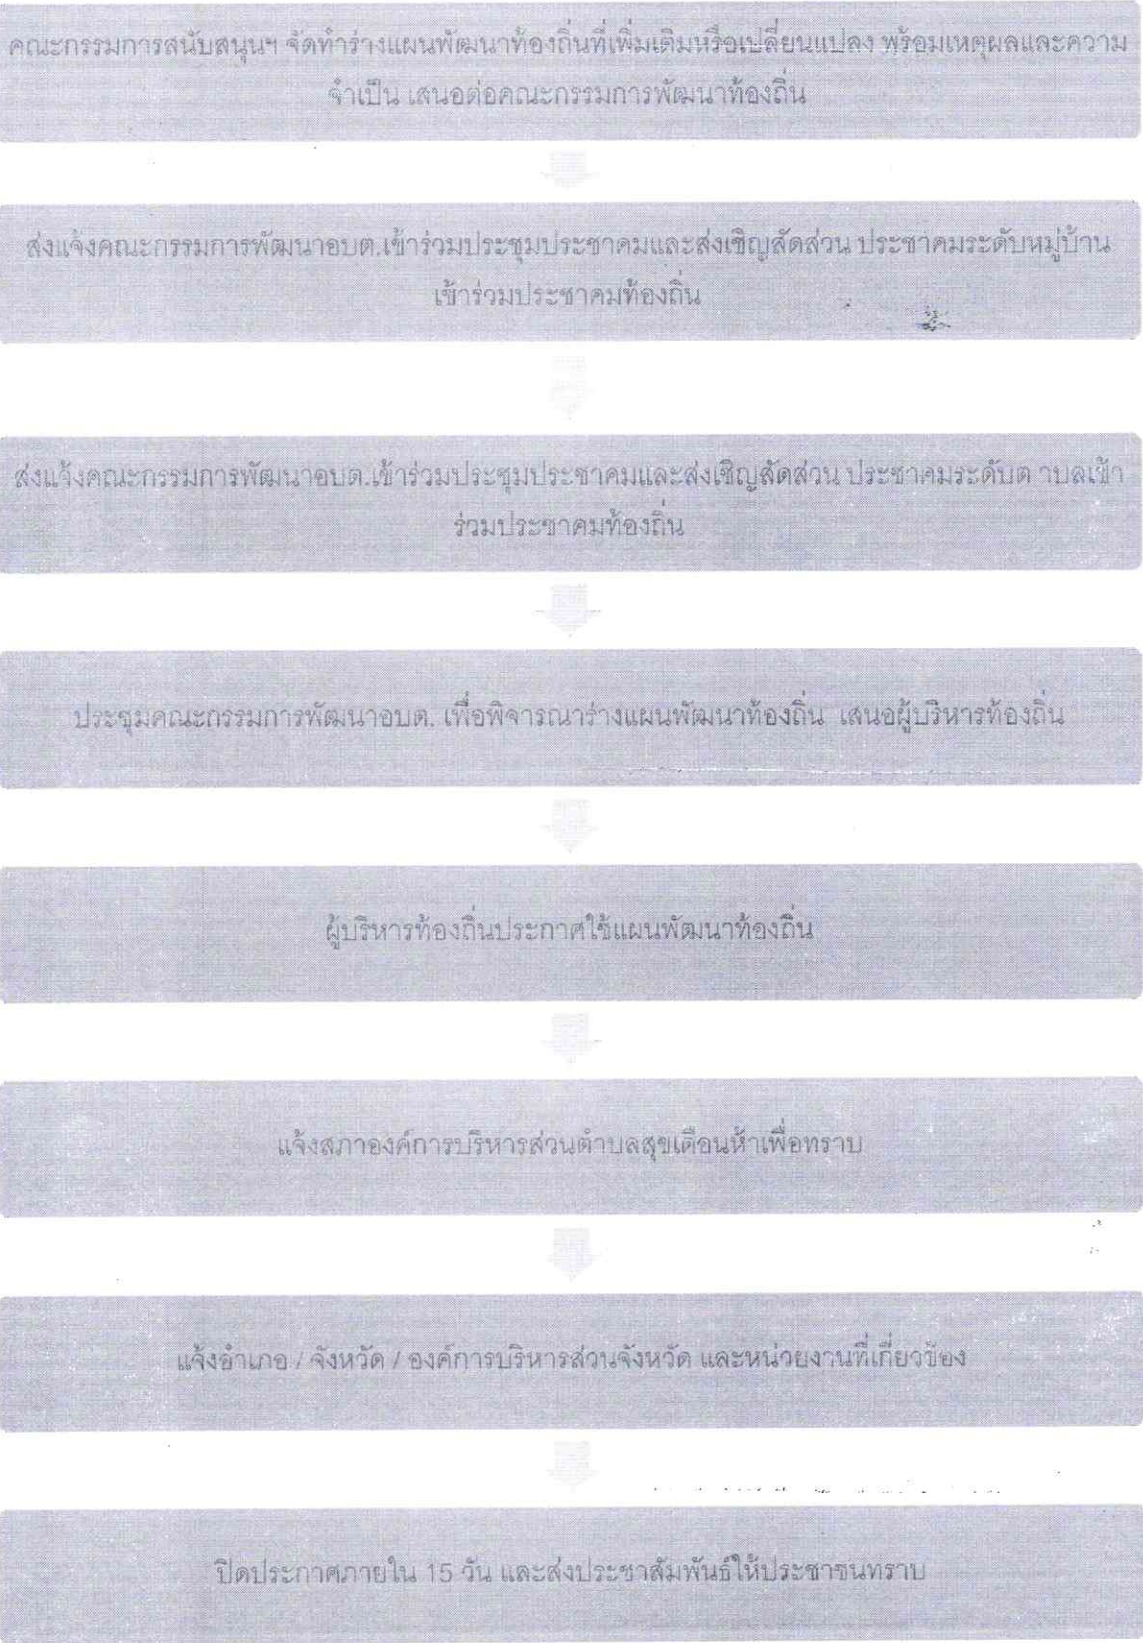 คณะกรรมการสนับสนุนฯ จัดทำร่างแผนพัฒนาท้องถิ่นที่เพิ่มเติมหรือเปลี่ยนแปลง พร้อมเหตุผลและความ
จำเป็น เสนอต่อคณะกรรมการพัฒนาท้องถิ่น
ส่งแจ้งคณะกรรมการพัฒนาอบต.เข้าร่วมประชุมประชาคมและส่งเชิญสัดส่วน ประชาคมระดับหมู่บ้าน
เข้าร่วมประชาคมท้องถิ่น
ส่งแจ้งคณะกรรมการพัฒนาอบต.เข้าร่วมประชุมประชาคมและส่งเชิญสัดส่วน ประชาคมระดับต าบลเข้า
ร่วมประชาคมท้องถิ่น
ประชุมคณะกรรมการพัฒนาอบต. เพื่อพิจารณาร่างแผนพัฒนาท้องถิ่น เสนอผู้บริหารท้องถิ่น
ผู้บริหารท้องถิ่นประกาศใช้แผนพัฒนาท้องถิ่น
แจ้งสภาองค์การบริหารส่วนตำบลสุขเดือนห้าเพื่อทราบ
แจ้งอำเภอ / จังหวัด / องค์การบริหารส่วนจังหวัด และหน่วยงานที่เกี่ยวข้อง
ปิดประกาศภายใน 15 วัน และส่งประชาสัมพันธ์ให้ประชาชนทราบ